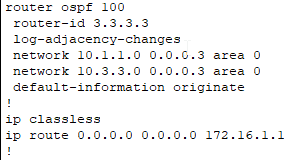 router ospf 100
router-id 3.3.3.3
log-adjacency-changes
network 10.1.1.0 0.0.0.3 area 0
network 10.3.3.0 0.0.0.3 area 0
default-information originate
!
ip classless
ip route 0.0.0.0 0.0.0.0 172.16.1.1
!